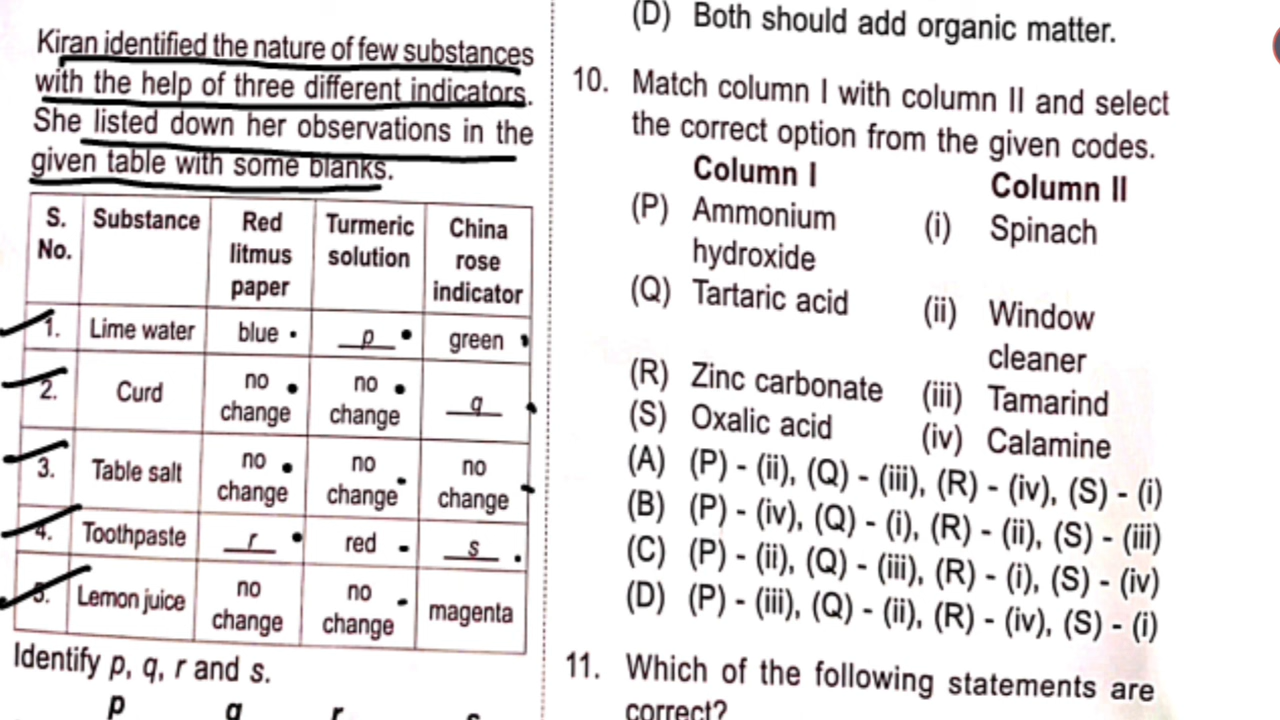 Kiran identified the nature of few substances
with the help of three different indicators.
She listed down her observations in the
given table with some blanks.
S. No. Substance Red litmus paper Turmeric solution China rose indicator
1. Lime water blue p green
2. Curd no change no change q
3. Table salt no change no change no change
4. Toothpaste r red s
5. Lemon juice no change no change magenta
Identify p, q, r and s.
p q r s
(D) Both should add organic matter.
10. Match column I with column II and select
the correct option from the given codes.
Column I Column II
(P) Ammonium (i) Spinach
hydroxide
(Q) Tartaric acid (ii) Window
cleaner
(R) Zinc carbonate (iii) Tamarind
(S) Oxalic acid (iv) Calamine
(A) (P) - (ii), (Q) - (iii), (R) - (iv), (S) - (i)
(B) (P) - (iv), (Q) - (i), (R) - (ii), (S) - (iii)
(C) (P) - (ii), (Q) - (iii), (R) - (i), (S) - (iv)
(D) (P) - (iii), (Q) - (ii), (R) - (iv), (S) - (i)
11. Which of the following statements are
correct?